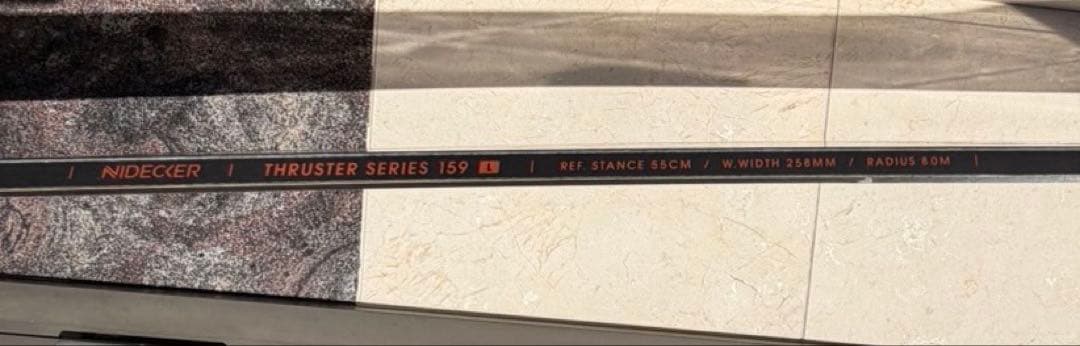 | NIDECKER | THRUSTER SERIES 159 L | REF. STANCE 55CM / W.WIDTH 258MM / RADIUS 8.0M |